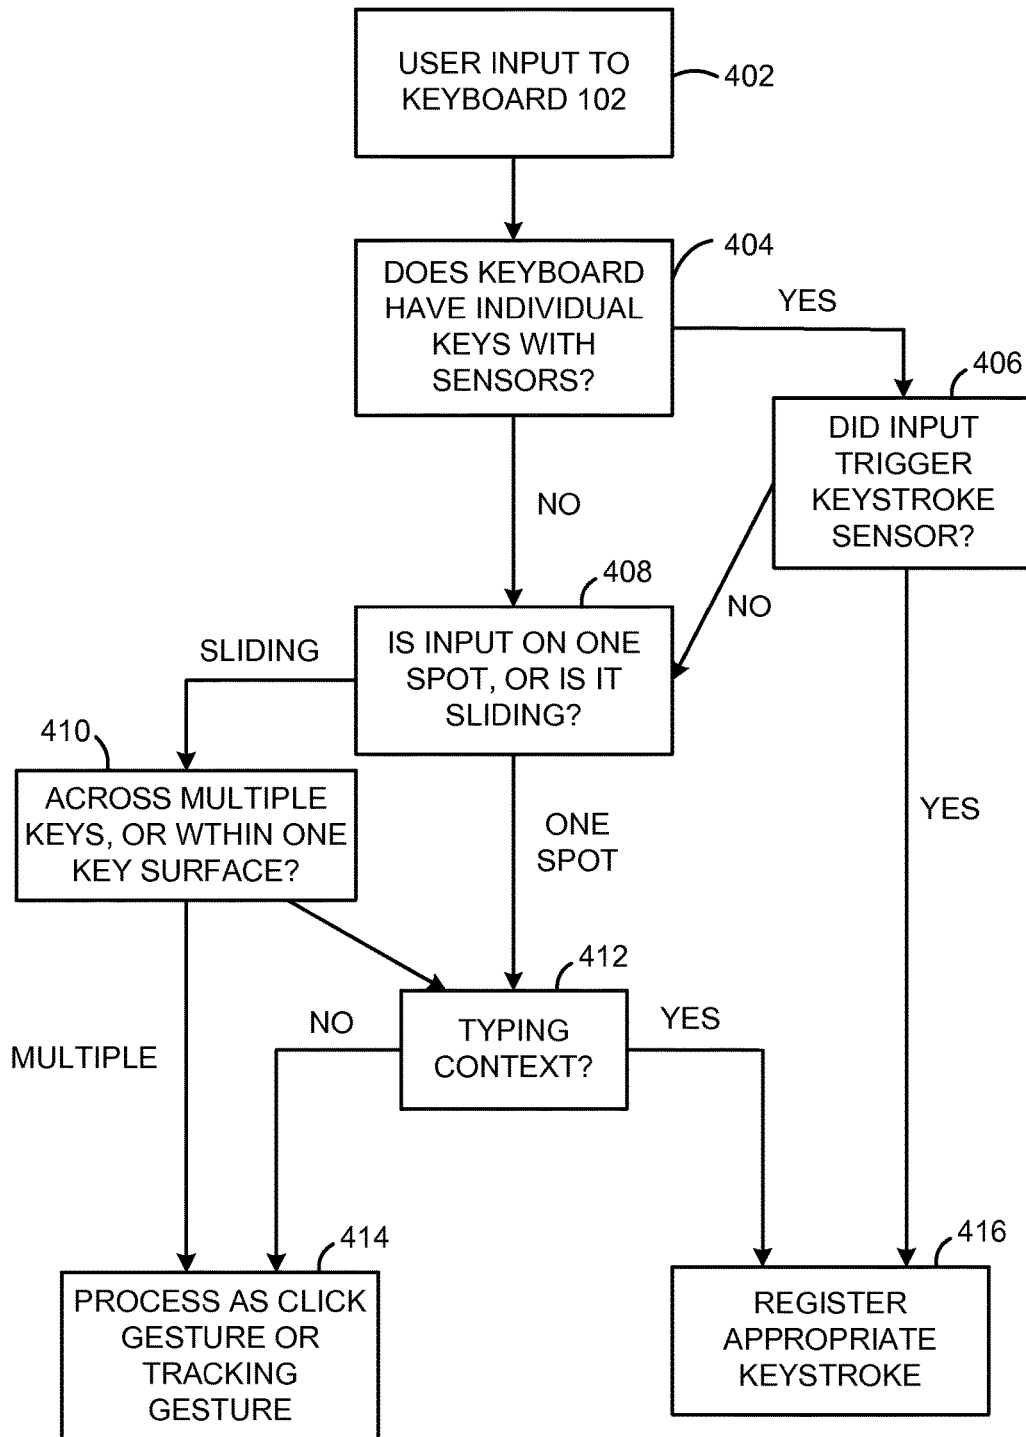 USER INPUT TO
KEYBOARD 102
402
DOES KEYBOARD
HAVE INDIVIDUAL
KEYS WITH
SENSORS?
404
YES
406
DID INPUT
TRIGGER
KEYSTROKE
SENSOR?
NO
408
NO
IS INPUT ON ONE
SPOT, OR IS IT
SLIDING?
SLIDING
410
ACROSS MULTIPLE
KEYS, OR WTHIN ONE
KEY SURFACE?
ONE
SPOT
YES
412
TYPING
CONTEXT?
NO
YES
MULTIPLE
414
PROCESS AS CLICK
GESTURE OR
TRACKING
GESTURE
416
REGISTER
APPROPRIATE
KEYSTROKE